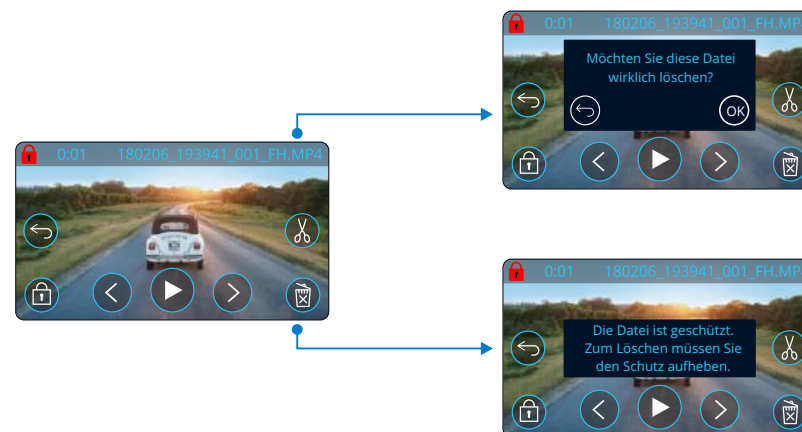 0:01 180206_193941_001_FH.MP4
0:01 180206_193941_001_FH.MP
Möchten Sie diese Datei
wirklich löschen?
OK
0:01 180206_193941_001_FH.MP
Die Datei ist geschützt.
Zum Löschen müssen Sie
den Schutz aufheben.